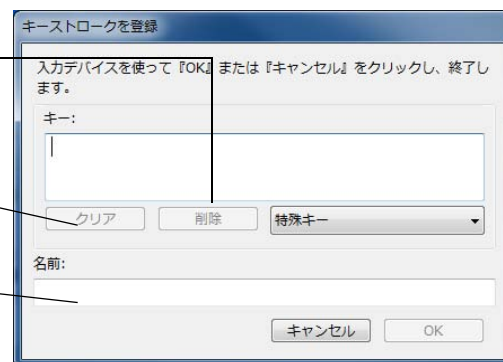 キーストロークを登録
入力デバイスを使って『OK』または『キャンセル』をクリックし、終了し
ます。
キー:
クリア 削除 特殊キー
名前:
キャンセル OK